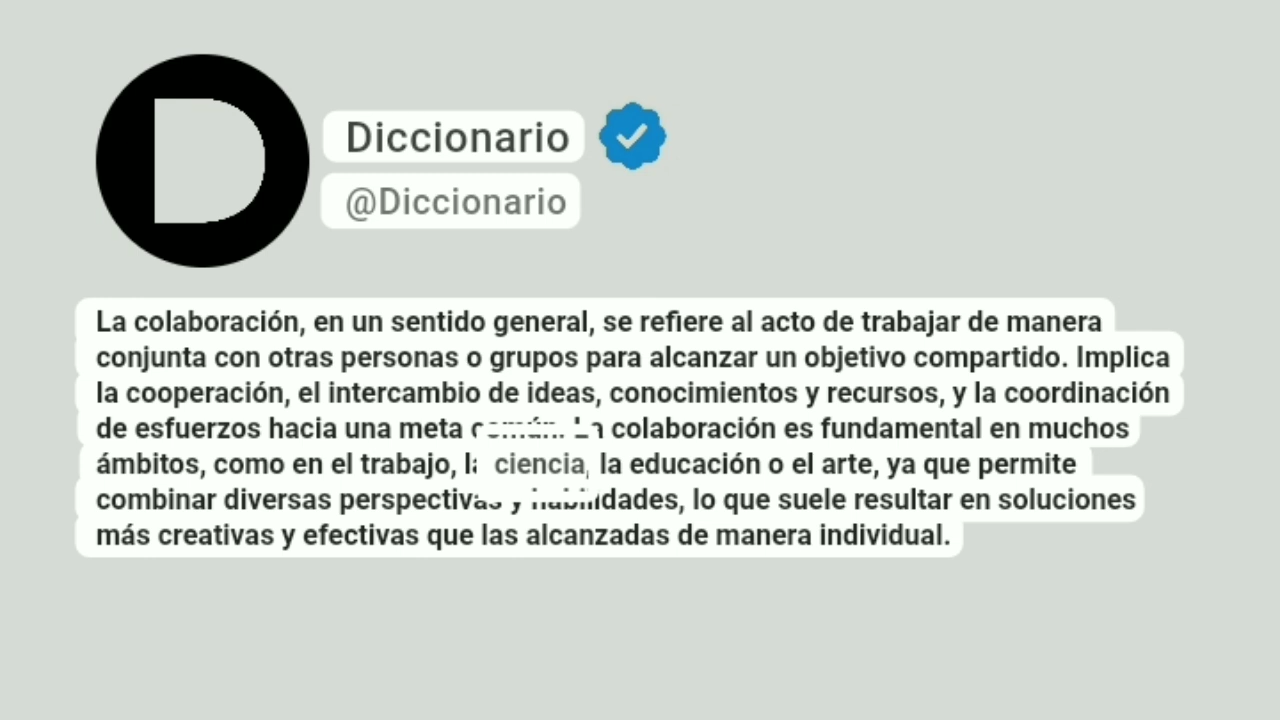 D
Diccionario
@Diccionario
La colaboración, en un sentido general, se refiere al acto de trabajar de manera
conjunta con otras personas o grupos para alcanzar un objetivo compartido. Implica
la cooperación, el intercambio de ideas, conocimientos y recursos, y la coordinación
de esfuerzos hacia una meta común. La colaboración es fundamental en muchos
ámbitos, como en el trabajo, la ciencia, la educación o el arte, ya que permite
combinar diversas perspectivas y habilidades, lo que suele resultar en soluciones
más creativas y efectivas que las alcanzadas de manera individual.